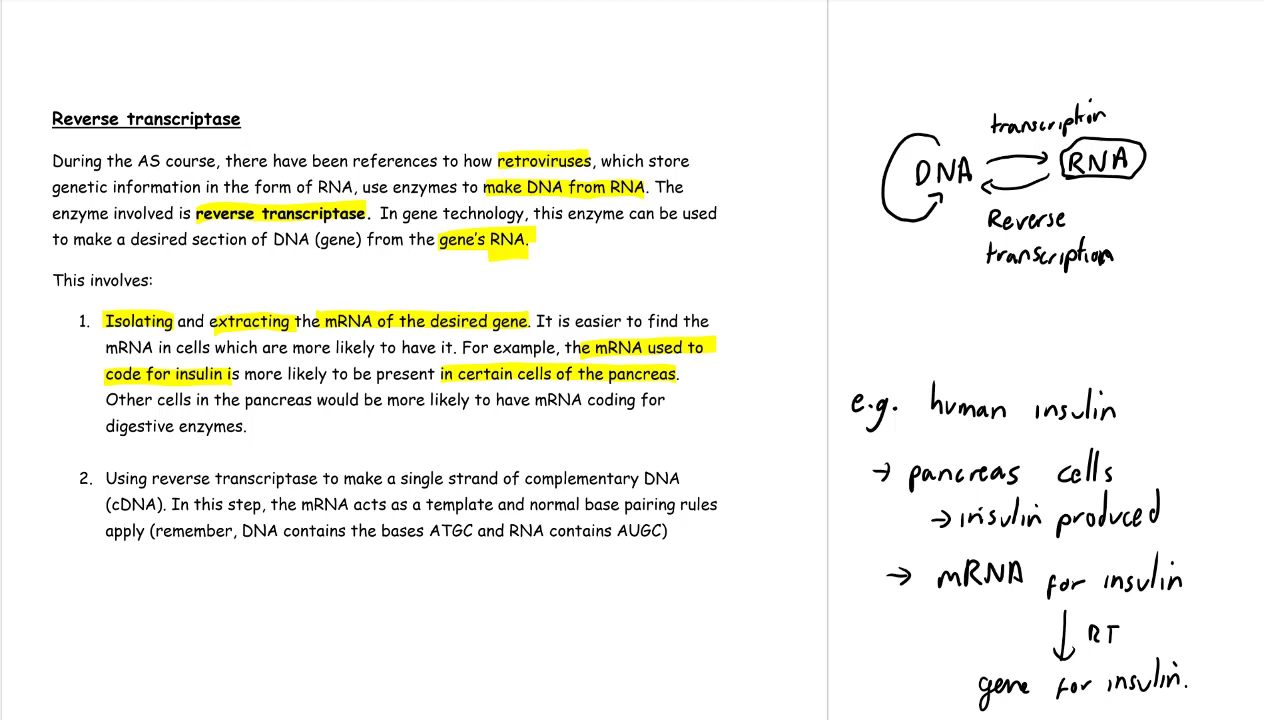 Reverse transcriptase
During the AS course, there have been references to how retroviruses, which store
genetic information in the form of RNA, use enzymes to make DNA from RNA. The
enzyme involved is reverse transcriptase. In gene technology, this enzyme can be used
to make a desired section of DNA (gene) from the gene's RNA.
This involves:
1. Isolating and extracting the mRNA of the desired gene. It is easier to find the
mRNA in cells which are more likely to have it. For example, the mRNA used to
code for insulin is more likely to be present in certain cells of the pancreas.
Other cells in the pancreas would be more likely to have mRNA coding for
digestive enzymes.
2. Using reverse transcriptase to make a single strand of complementary DNA
(cDNA). In this step, the mRNA acts as a template and normal base pairing rules
apply (remember, DNA contains the bases ATGC and RNA contains AUGC)
transcription
DNA → RNA
Reverse
transcription
e.g. human insulin
→ pancreas cells
→ insulin produced
→ mRNA for insulin
↓ RT
gene for insulin.